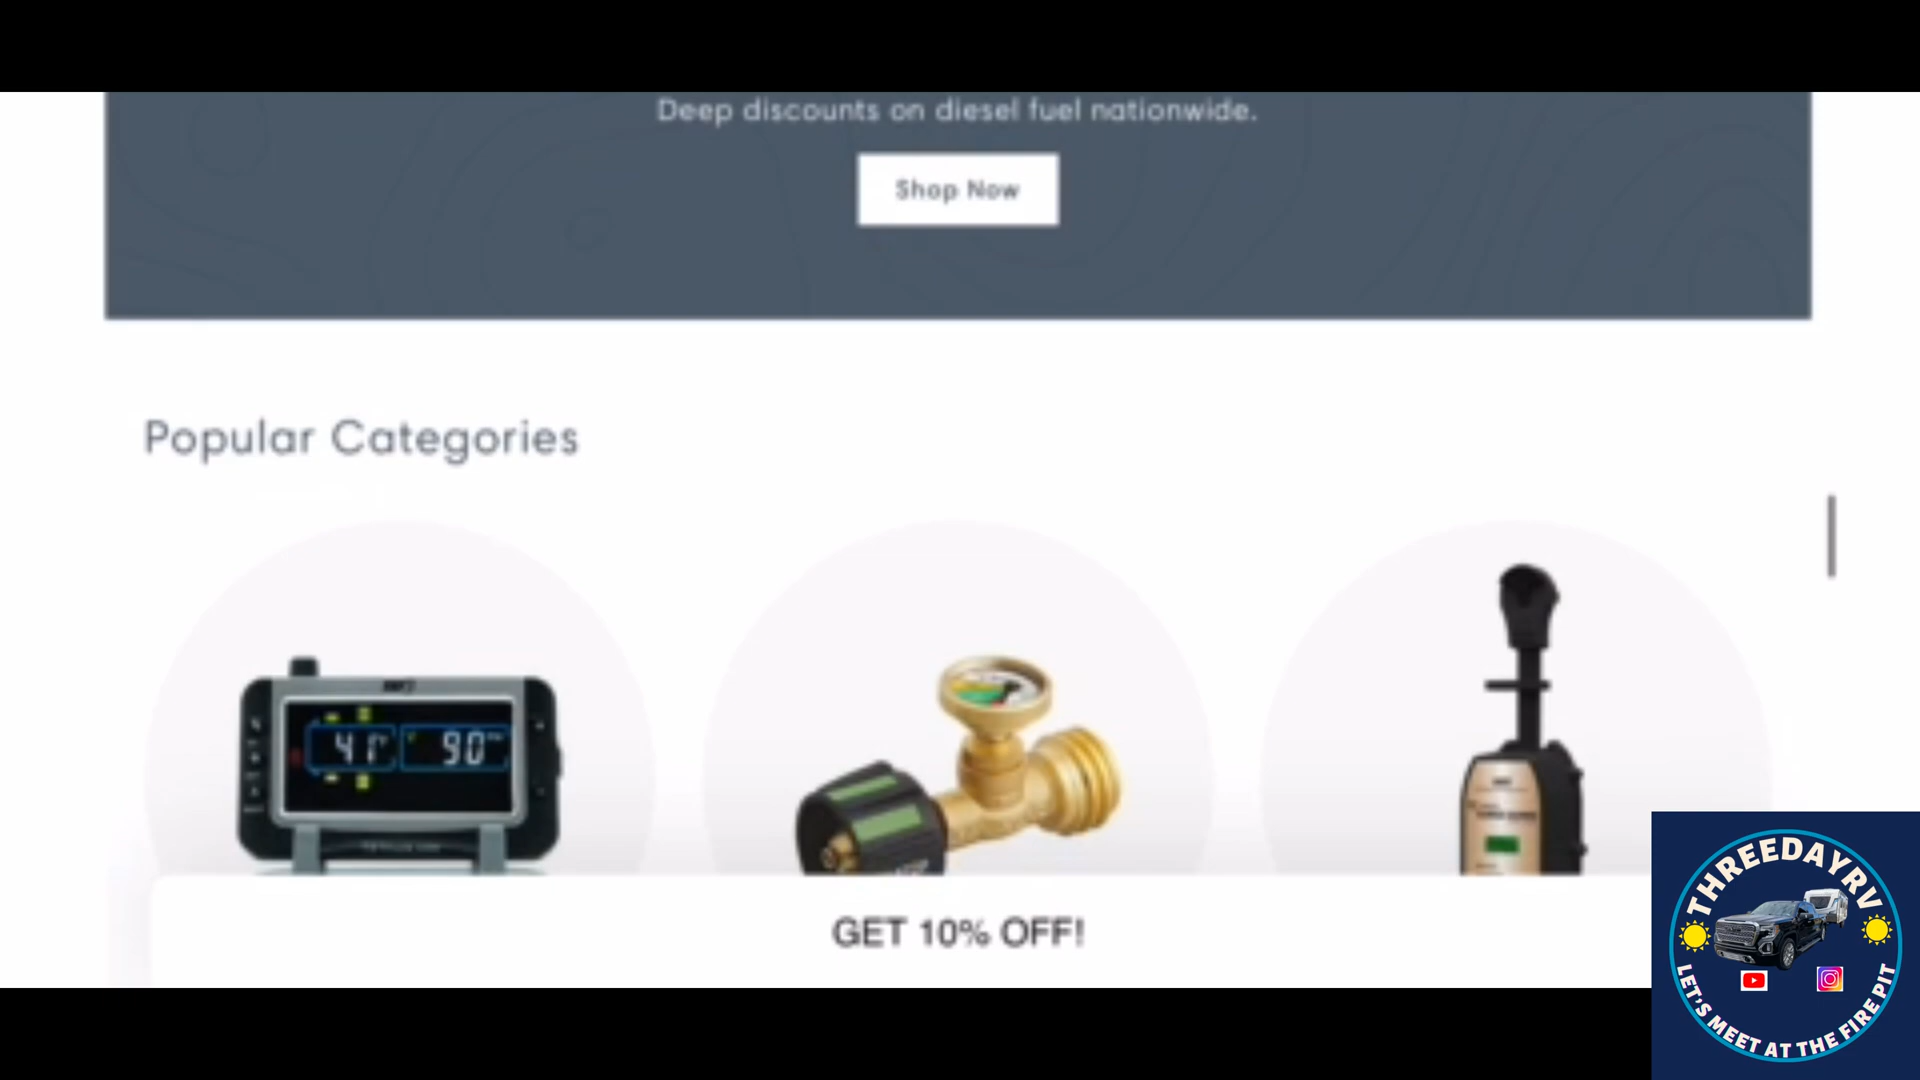 Deep discounts on diesel fuel nationwide.
Shop Now
Popular Categories
41°F
90
GET 10% OFF!
THREEDAYRV
LET'S MEET AT THE FIRE PIT